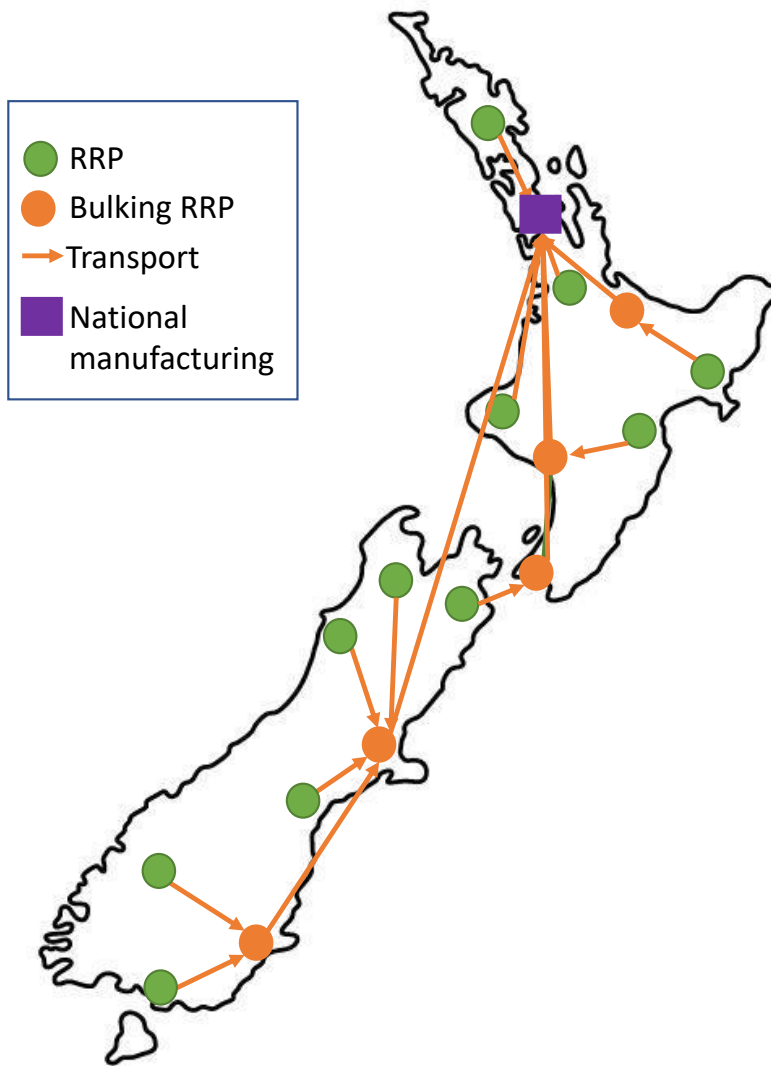 RRP
Bulking RRP
Transport
National
manufacturing